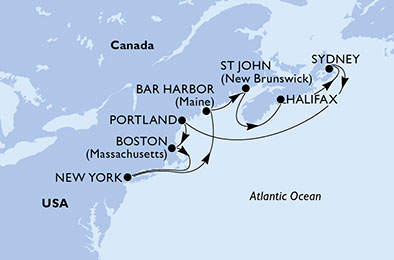 Canada
SYDNEY
ST JOHN
(New Brunswick)
BAR HARBOR
(Maine)
HALIFAX
PORTLAND
BOSTON
(Massachusetts)
NEW YORK
Atlantic Ocean
USA